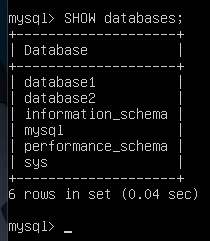 mysql> SHOW databases;
+--------------------+
| Database           |
+--------------------+
| database1          |
| database2          |
| information_schema |
| mysql              |
| performance_schema |
| sys                |
+--------------------+
6 rows in set (0.04 sec)
mysql> _